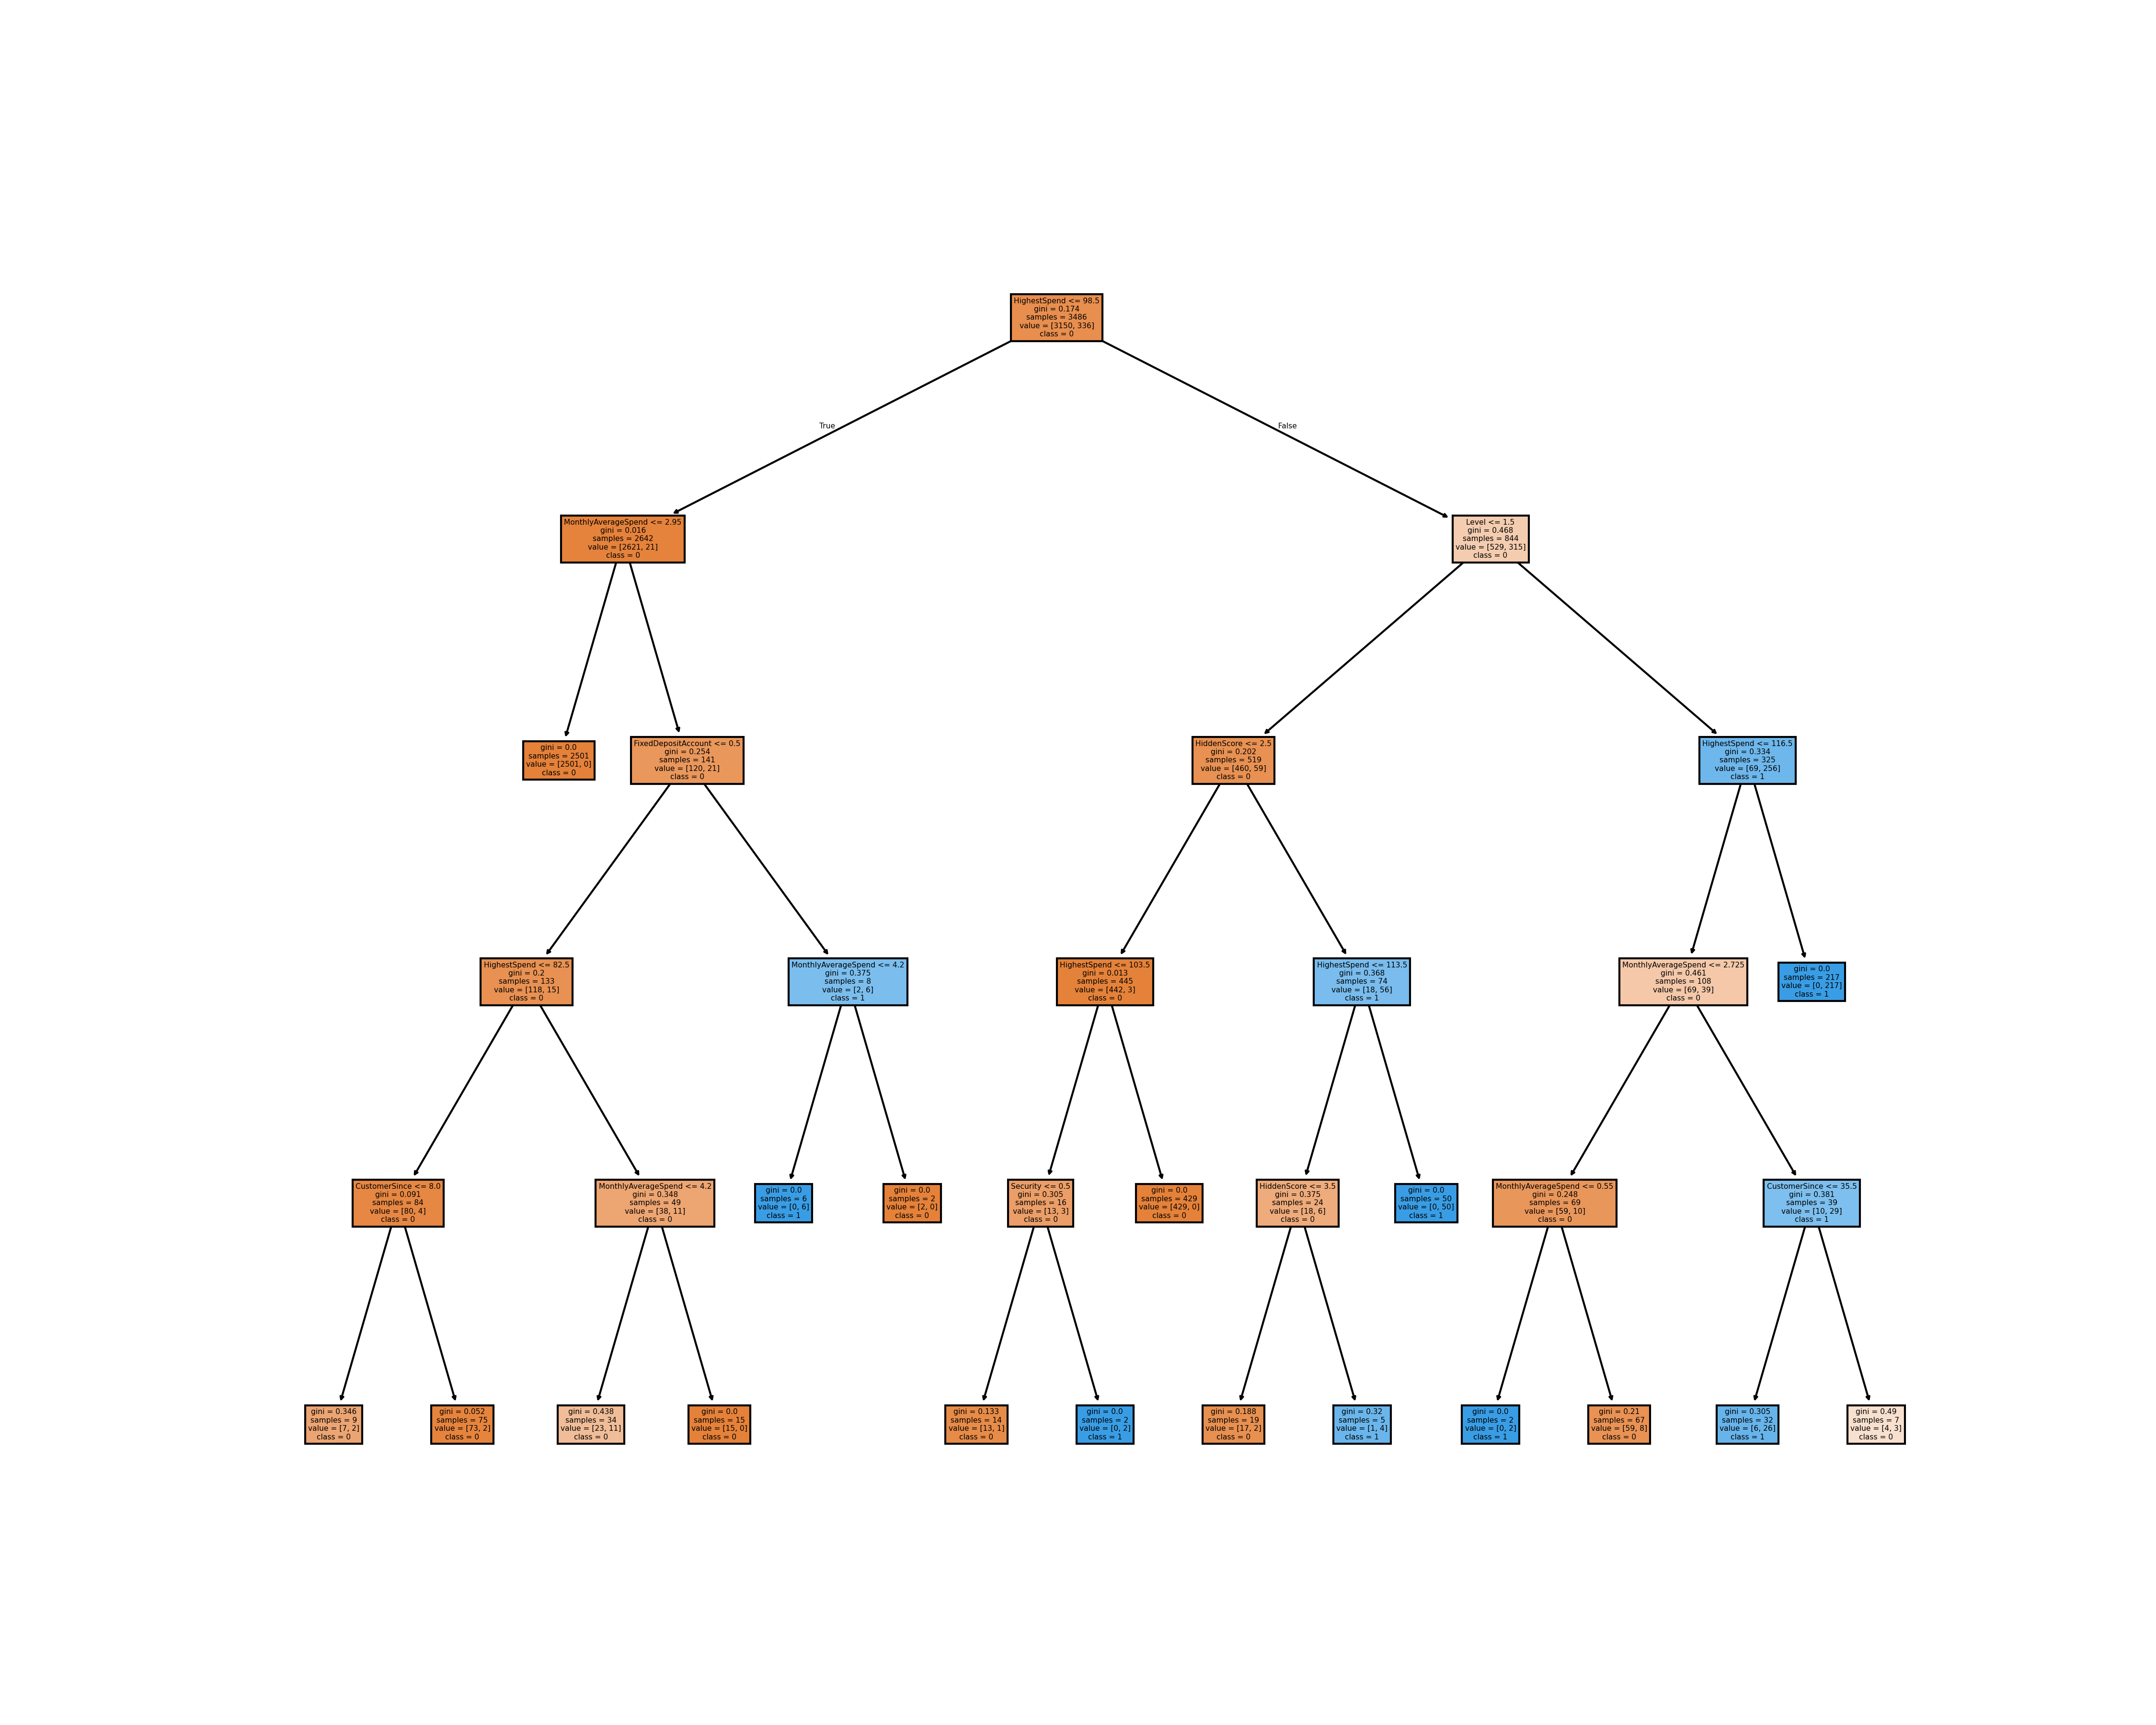 HighestSpend <= 98.5
gini = 0.174
samples = 3486
value = [3150, 336]
class = 0
True
False
MonthlyAverageSpend <= 2.95
gini = 0.016
samples = 2642
value = [2621, 21]
class = 0
Level <= 1.5
gini = 0.468
samples = 844
value = [529, 315]
class = 0
gini = 0.0
samples = 2501
value = [2501, 0]
class = 0
FixedDepositAccount <= 0.5
gini = 0.254
samples = 141
value = [120, 21]
class = 0
HiddenScore <= 2.5
gini = 0.202
samples = 519
value = [460, 59]
class = 0
HighestSpend <= 116.5
gini = 0.334
samples = 325
value = [69, 256]
class = 1
HighestSpend <= 82.5
gini = 0.2
samples = 133
value = [118, 15]
class = 0
MonthlyAverageSpend <= 4.2
gini = 0.375
samples = 8
value = [2, 6]
class = 1
HighestSpend <= 103.5
gini = 0.013
samples = 445
value = [442, 3]
class = 0
HighestSpend <= 113.5
gini = 0.368
samples = 74
value = [18, 56]
class = 1
MonthlyAverageSpend <= 2.725
gini = 0.461
samples = 108
value = [69, 39]
class = 0
gini = 0.0
samples = 217
value = [0, 217]
class = 1
CustomerSince <= 8.0
gini = 0.091
samples = 84
value = [80, 4]
class = 0
MonthlyAverageSpend <= 4.2
gini = 0.348
samples = 49
value = [38, 11]
class = 0
gini = 0.0
samples = 6
value = [0, 6]
class = 1
gini = 0.0
samples = 2
value = [2, 0]
class = 0
Security <= 0.5
gini = 0.305
samples = 16
value = [13, 3]
class = 0
gini = 0.0
samples = 429
value = [429, 0]
class = 0
HiddenScore <= 3.5
gini = 0.375
samples = 24
value = [18, 6]
class = 0
gini = 0.0
samples = 50
value = [0, 50]
class = 1
MonthlyAverageSpend <= 0.55
gini = 0.248
samples = 69
value = [59, 10]
class = 0
CustomerSince <= 35.5
gini = 0.381
samples = 39
value = [10, 29]
class = 1
gini = 0.346
samples = 9
value = [7, 2]
class = 0
gini = 0.052
samples = 75
value = [73, 2]
class = 0
gini = 0.438
samples = 34
value = [23, 11]
class = 0
gini = 0.0
samples = 15
value = [15, 0]
class = 0
gini = 0.133
samples = 14
value = [13, 1]
class = 0
gini = 0.0
samples = 2
value = [0, 2]
class = 1
gini = 0.188
samples = 19
value = [17, 2]
class = 0
gini = 0.32
samples = 5
value = [1, 4]
class = 1
gini = 0.0
samples = 2
value = [0, 2]
class = 1
gini = 0.21
samples = 67
value = [59, 8]
class = 0
gini = 0.305
samples = 32
value = [6, 26]
class = 1
gini = 0.49
samples = 7
value = [4, 3]
class = 0